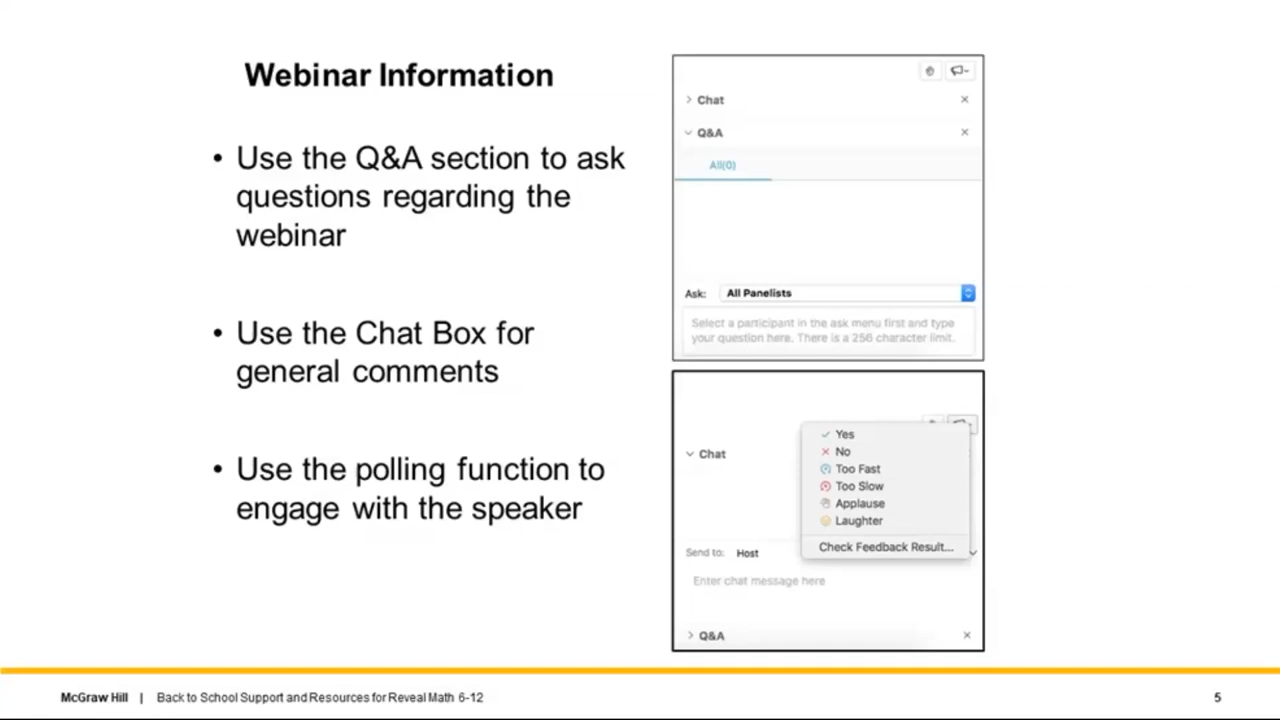 Webinar Information
• Use the Q&A section to ask
questions regarding the
webinar
• Use the Chat Box for
general comments
• Use the polling function to
engage with the speaker
Chat
Q&A
All(0)
Ask: All Panelists
Select a participant in the ask menu first and type
your question here. There is a 256 character limit.
Yes
No
Chat
Too Fast
Too Slow
Applause
Laughter
Check Feedback Result...
Send to: Host
Enter chat message here
Q&A
McGraw Hill | Back to School Support and Resources for Reveal Math 6-12
5